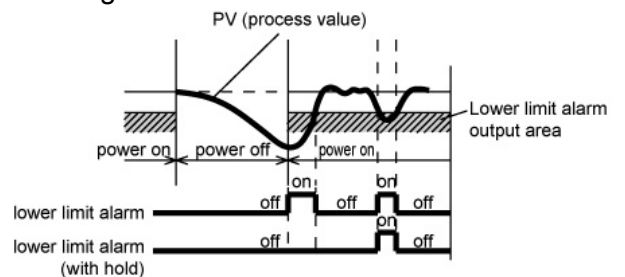 PV (process value)
Lower limit alarm
output area
power on power off power on
on on
lower limit alarm off off off
on
lower limit alarm off off
(with hold)